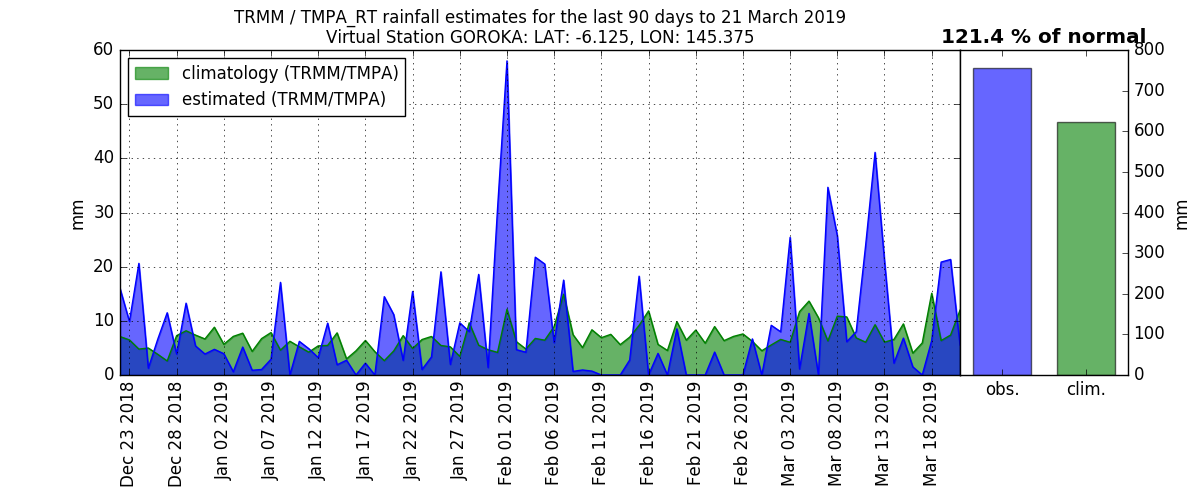 TRMM / TMPA_RT rainfall estimates for the last 90 days to 21 March 2019
Virtual Station GOROKA: LAT: -6.125, LON: 145.375
121.4 % of normal
climatology (TRMM/TMPA)
estimated (TRMM/TMPA)
60
50
40
30
20
10
0
mm
Dec 23 2018
Dec 28 2018
Jan 02 2019
Jan 07 2019
Jan 12 2019
Jan 17 2019
Jan 22 2019
Jan 27 2019
Feb 01 2019
Feb 06 2019
Feb 11 2019
Feb 16 2019
Feb 21 2019
Feb 26 2019
Mar 03 2019
Mar 08 2019
Mar 13 2019
Mar 18 2019
obs.
clim.
800
700
600
500
400
300
200
100
0
mm